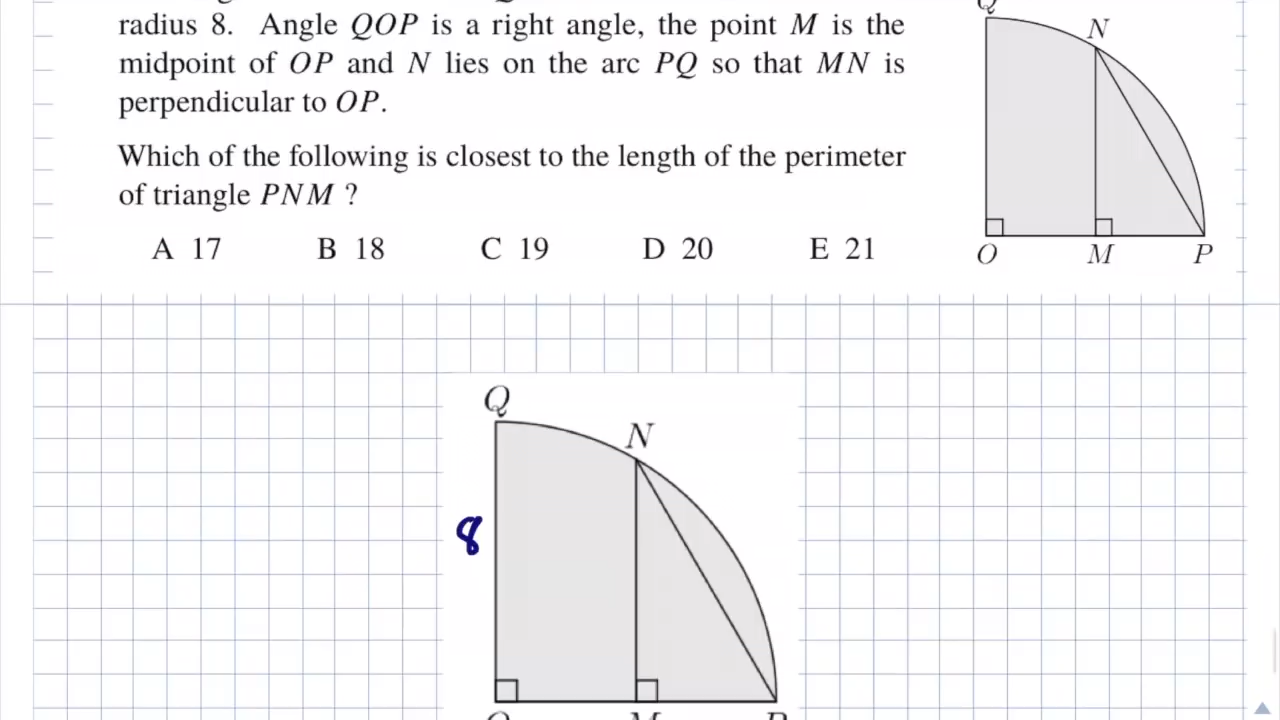 radius 8. Angle QOP is a right angle, the point M is the
midpoint of OP and N lies on the arc PQ so that MN is
perpendicular to OP.
Which of the following is closest to the length of the perimeter
of triangle PNM ?
A 17 B 18 C 19 D 20 E 21
Q
N
O M P
Q
N
8